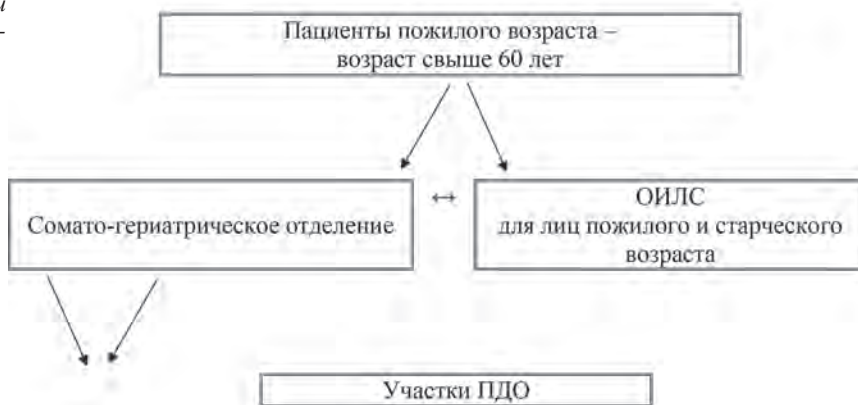 Пациенты пожилого возраста –
возраст свыше 60 лет
Сомато-гериатрическое отделение
↔
ОИЛС
для лиц пожилого и старческого
возраста
Участки ПДО